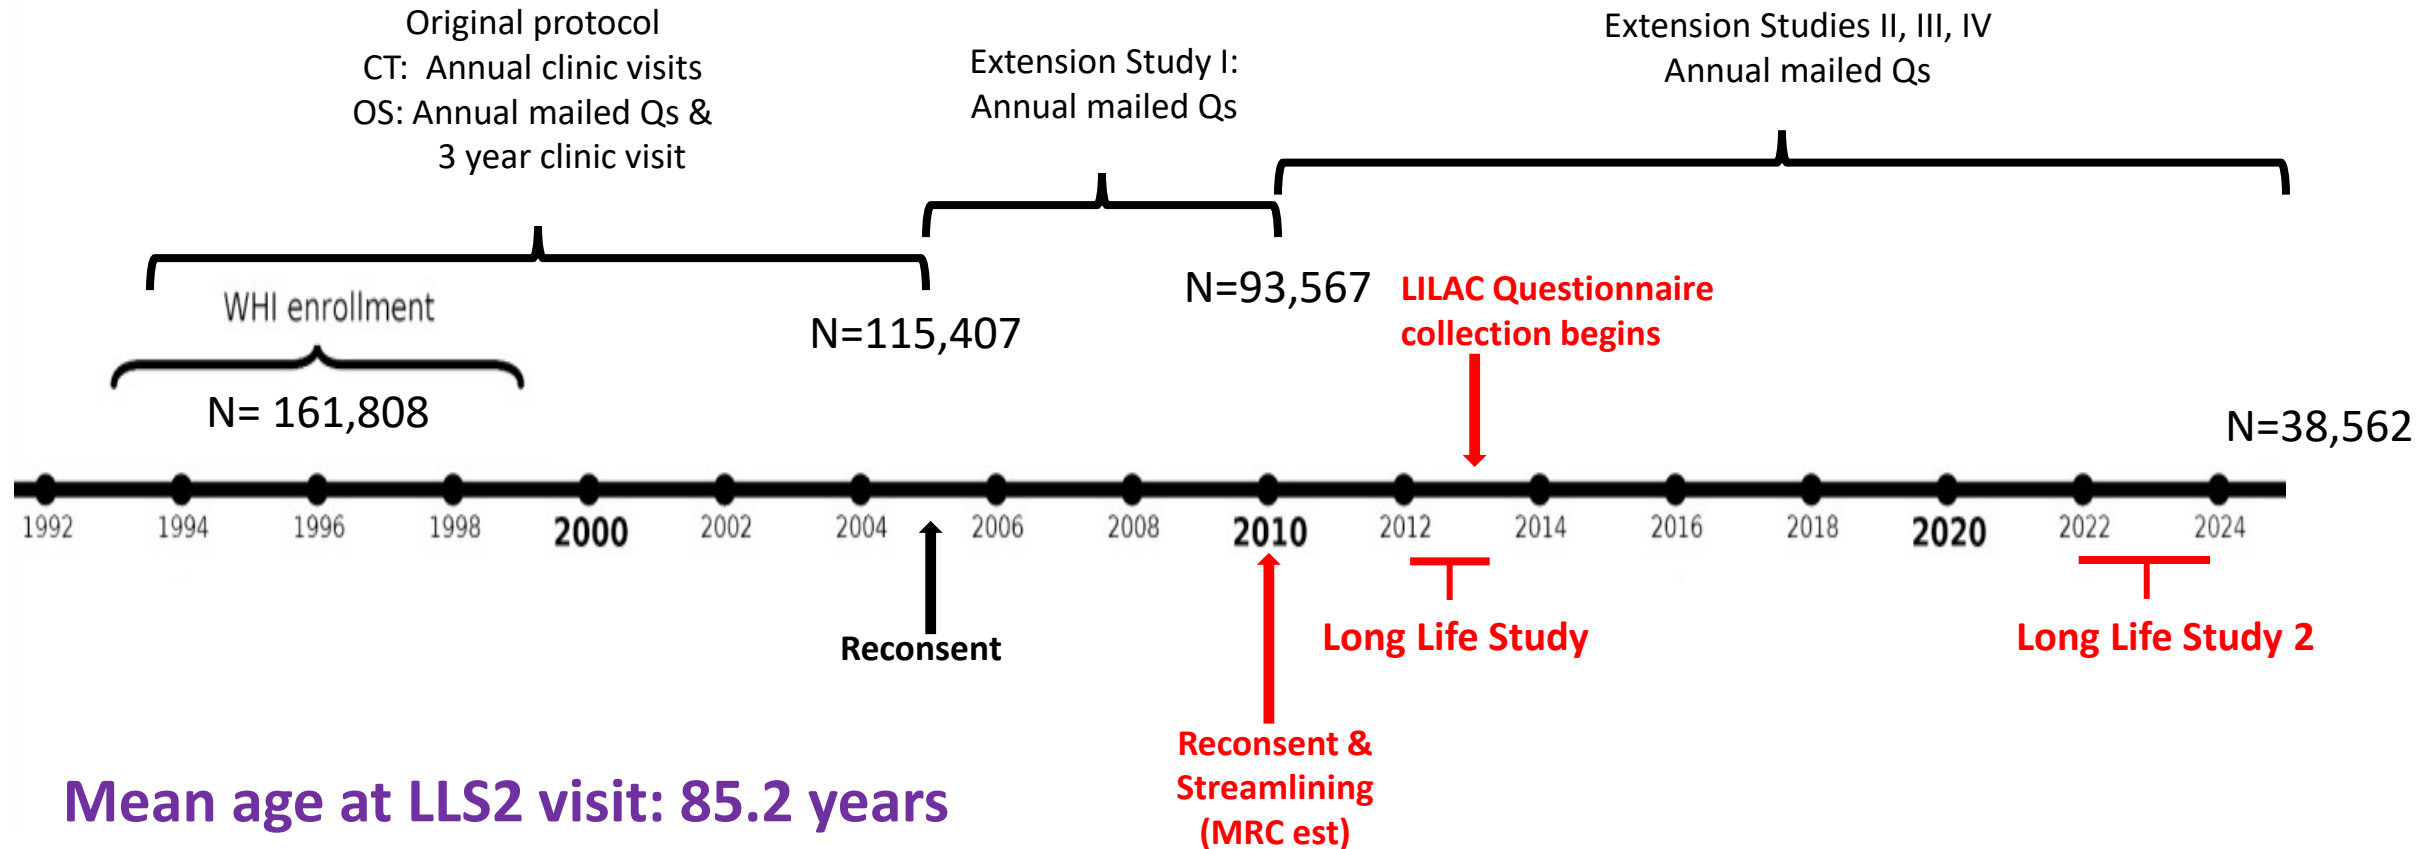 Original protocol
CT: Annual clinic visits
OS: Annual mailed Qs &
3 year clinic visit
Extension Study I:
Annual mailed Qs
Extension Studies II, III, IV
Annual mailed Qs
WHI enrollment
N= 161,808
N=115,407
N=93,567
LILAC Questionnaire
collection begins
N=38,562
1992
1994
1996
1998
2000
2002
2004
2006
2008
2010
2012
2014
2016
2018
2020
2022
2024
Reconsent
Reconsent &
Streamlining
(MRC est)
Long Life Study
Long Life Study 2
Mean age at LLS2 visit: 85.2 years